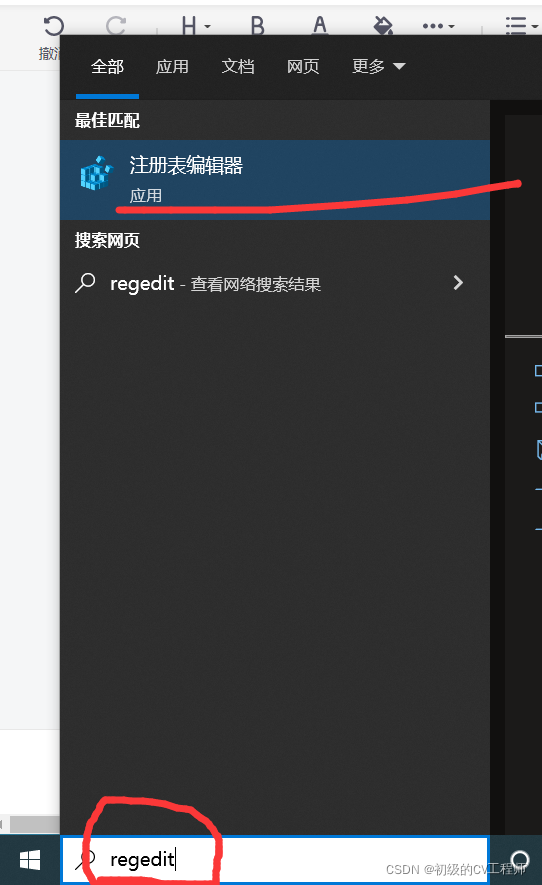 H B A
撤消
全部 应用 文档 网页 更多
最佳匹配
注册表编辑器
应用
搜索网页
regedit - 查看网络搜索结果
regedit
CSDN @初级的CV工程师